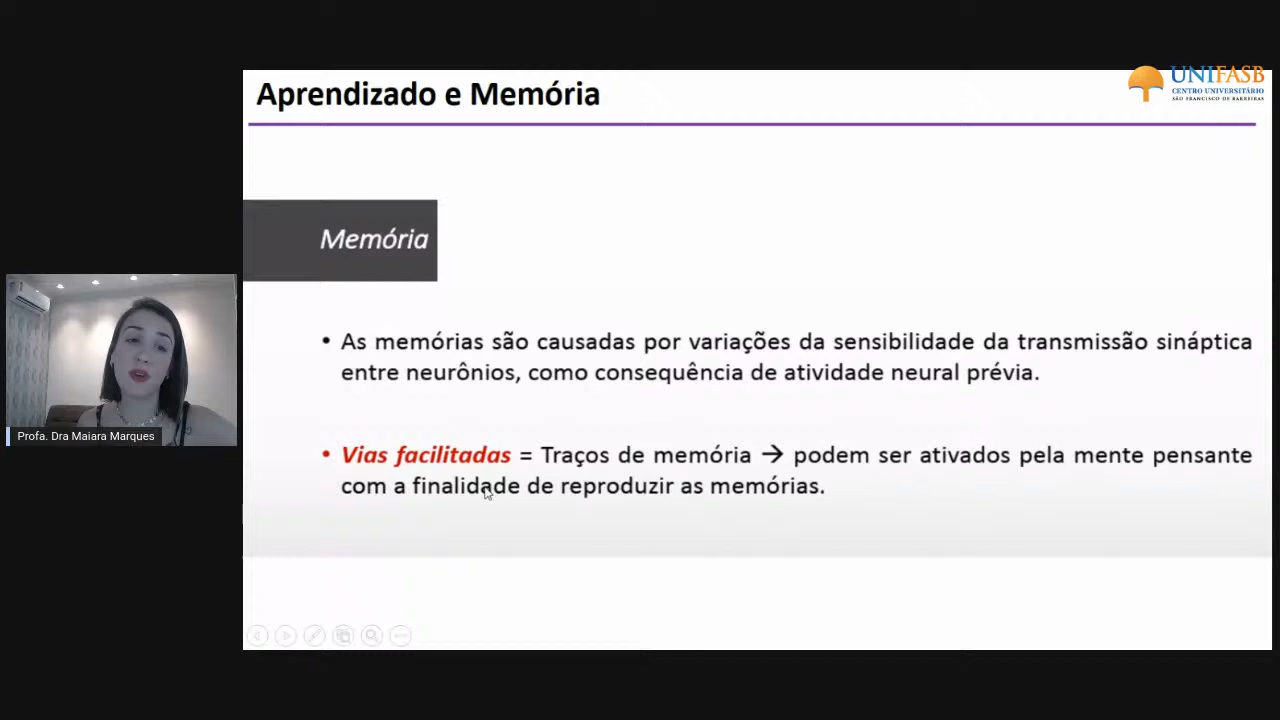 Aprendizado e Memória
UNIFASB
CENTRO UNIVERSITÁRIO
SÃO FRANCISCO DE BARREIRAS
Memória
• As memórias são causadas por variações da sensibilidade da transmissão sináptica
entre neurônios, como consequência de atividade neural prévia.
• Vias facilitadas = Traços de memória → podem ser ativados pela mente pensante
com a finalidade de reproduzir as memórias.
Profa. Dra Maiara Marques